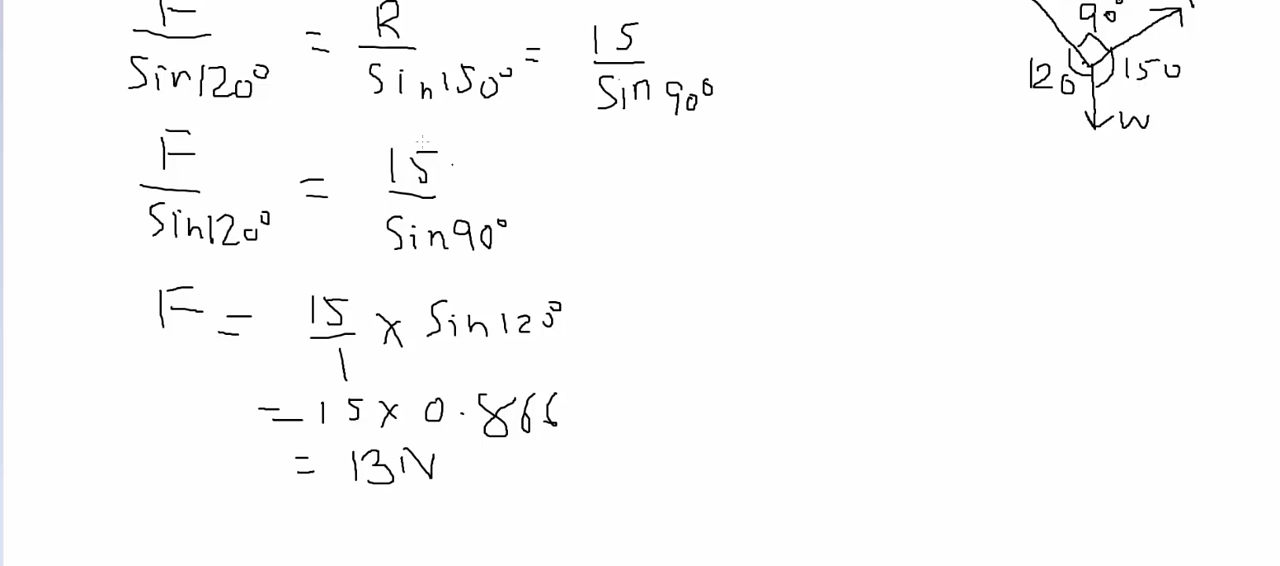 F/Sin120° = R/Sin150° = 15/Sin90°
90°
120 150
W
F/Sin120° = 15/Sin90°
F = 15/1 × Sin120°
= 15 × 0.866
= 13N